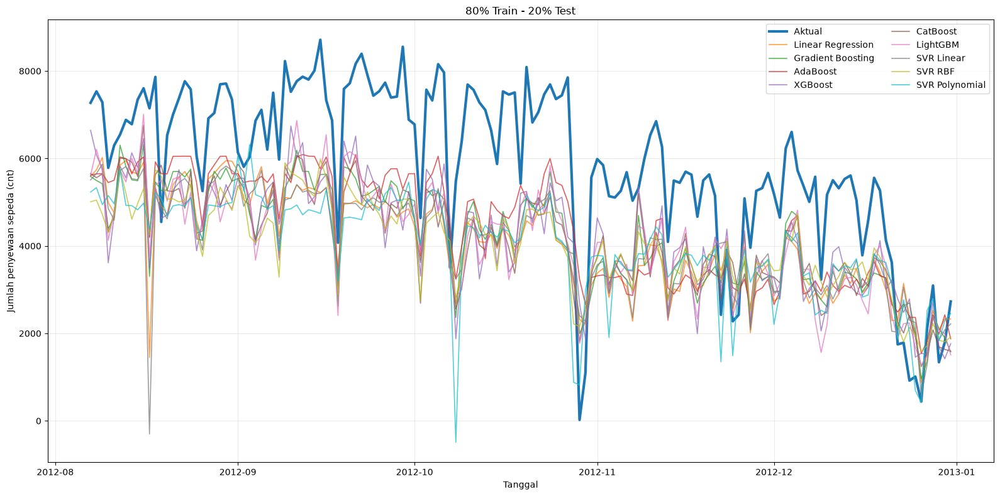 80% Train - 20% Test
Aktual
Linear Regression
Gradient Boosting
AdaBoost
XGBoost
CatBoost
LightGBM
SVR Linear
SVR RBF
SVR Polynomial
Jumlah penyewaan sepeda (cnt)
8000
6000
4000
2000
0
2012-08
2012-09
2012-10
2012-11
2012-12
2013-01
Tanggal